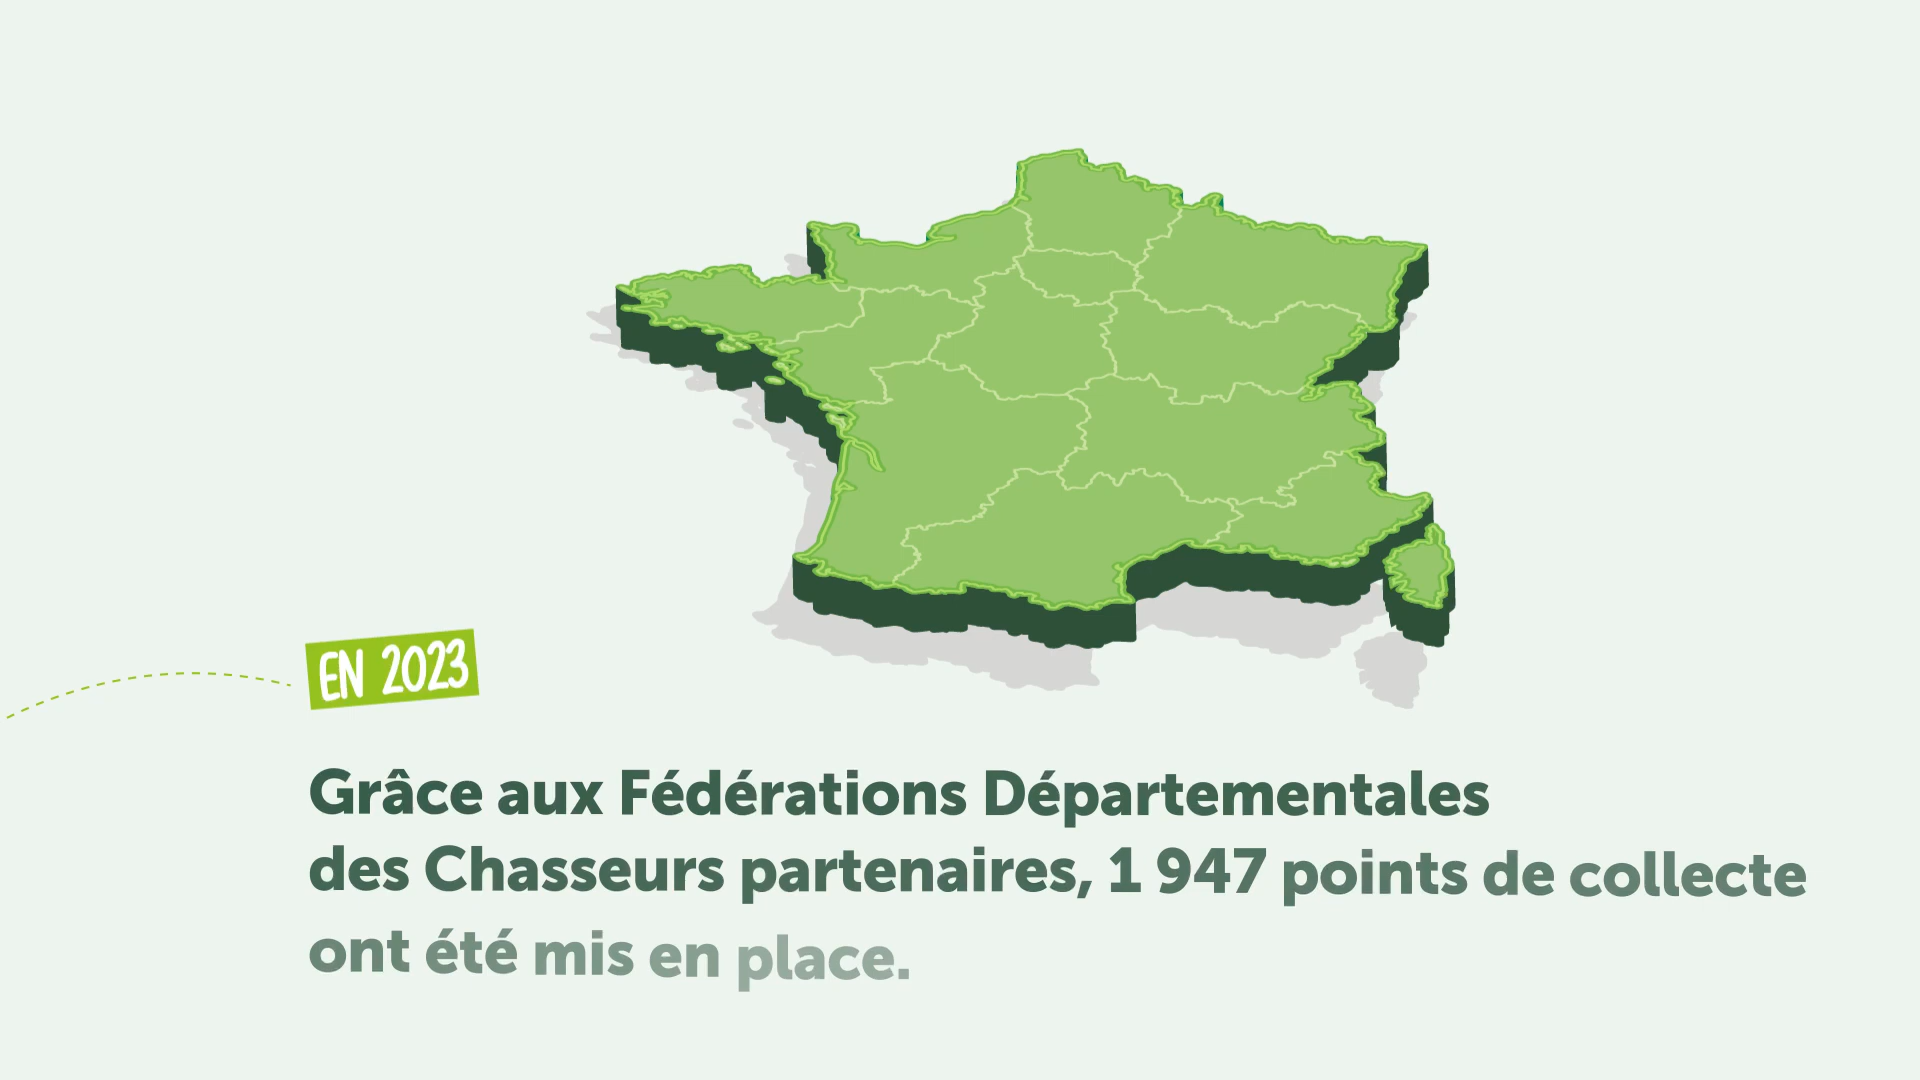 EN 2023
Grâce aux Fédérations Départementales
des Chasseurs partenaires, 1 947 points de collecte
ont été mis en place.